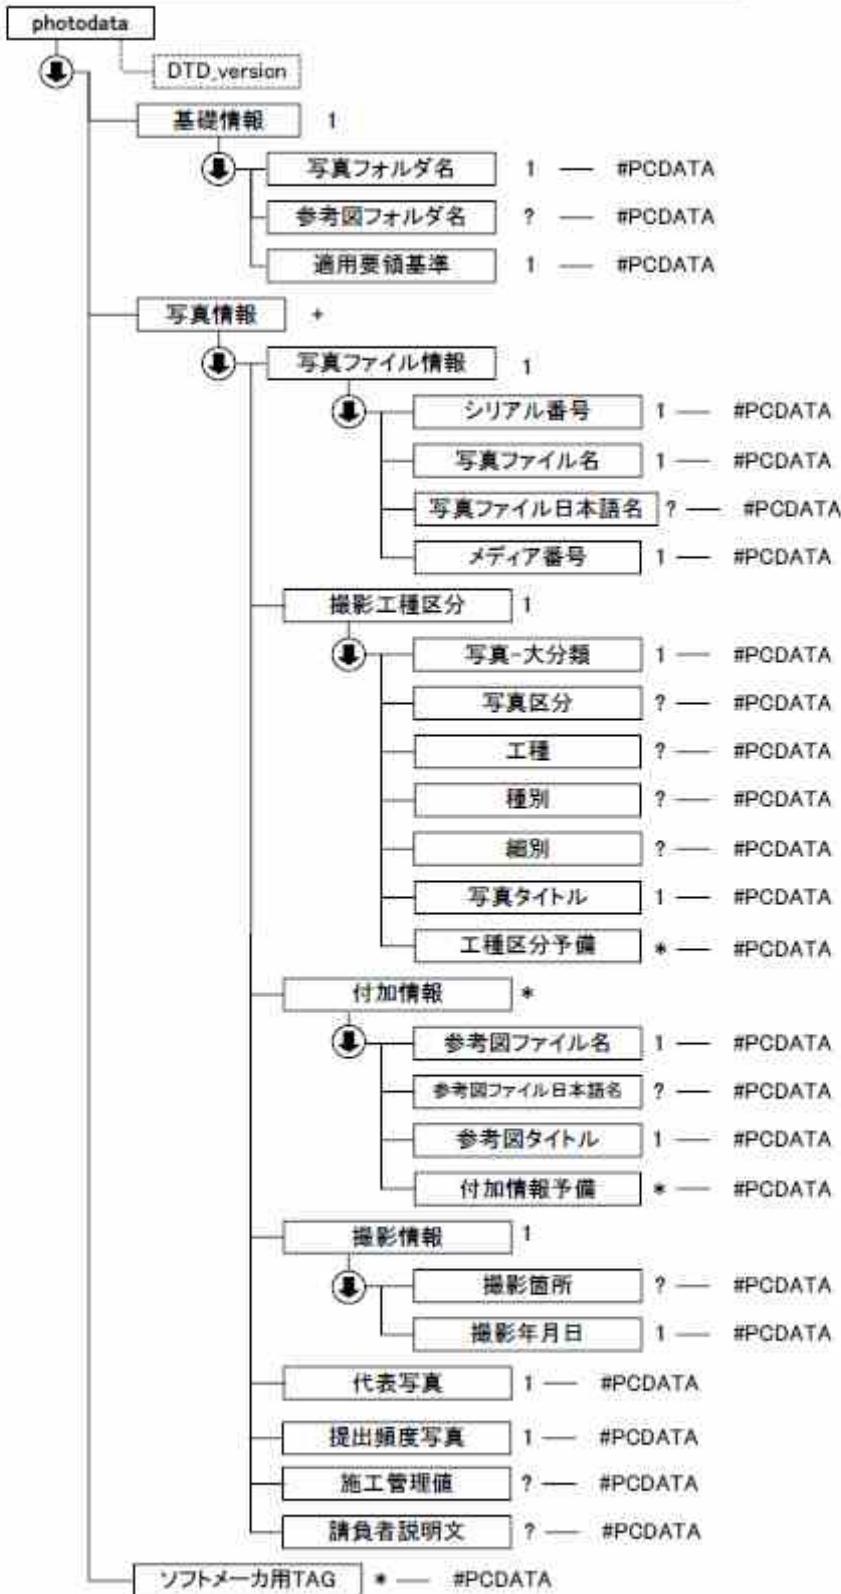 photodata
DTD_version
基礎情報 1
写真フォルダ名 1 — #PCDATA
参考図フォルダ名 ? — #PCDATA
適用要領基準 1 — #PCDATA
写真情報 +
写真ファイル情報 1
シリアル番号 1 — #PCDATA
写真ファイル名 1 — #PCDATA
写真ファイル日本語名 ? — #PCDATA
メディア番号 1 — #PCDATA
撮影工種区分 1
写真-大分類 1 — #PCDATA
写真区分 ? — #PCDATA
工種 ? — #PCDATA
種別 ? — #PCDATA
細別 ? — #PCDATA
写真タイトル 1 — #PCDATA
工種区分予備 * — #PCDATA
付加情報 *
参考図ファイル名 1 — #PCDATA
参考図ファイル日本語名 ? — #PCDATA
参考図タイトル 1 — #PCDATA
付加情報予備 * — #PCDATA
撮影情報 1
撮影箇所 ? — #PCDATA
撮影年月日 1 — #PCDATA
代表写真 1 — #PCDATA
提出頻度写真 1 — #PCDATA
施工管理値 ? — #PCDATA
請負者説明文 ? — #PCDATA
ソフトメーカ用TAG * — #PCDATA